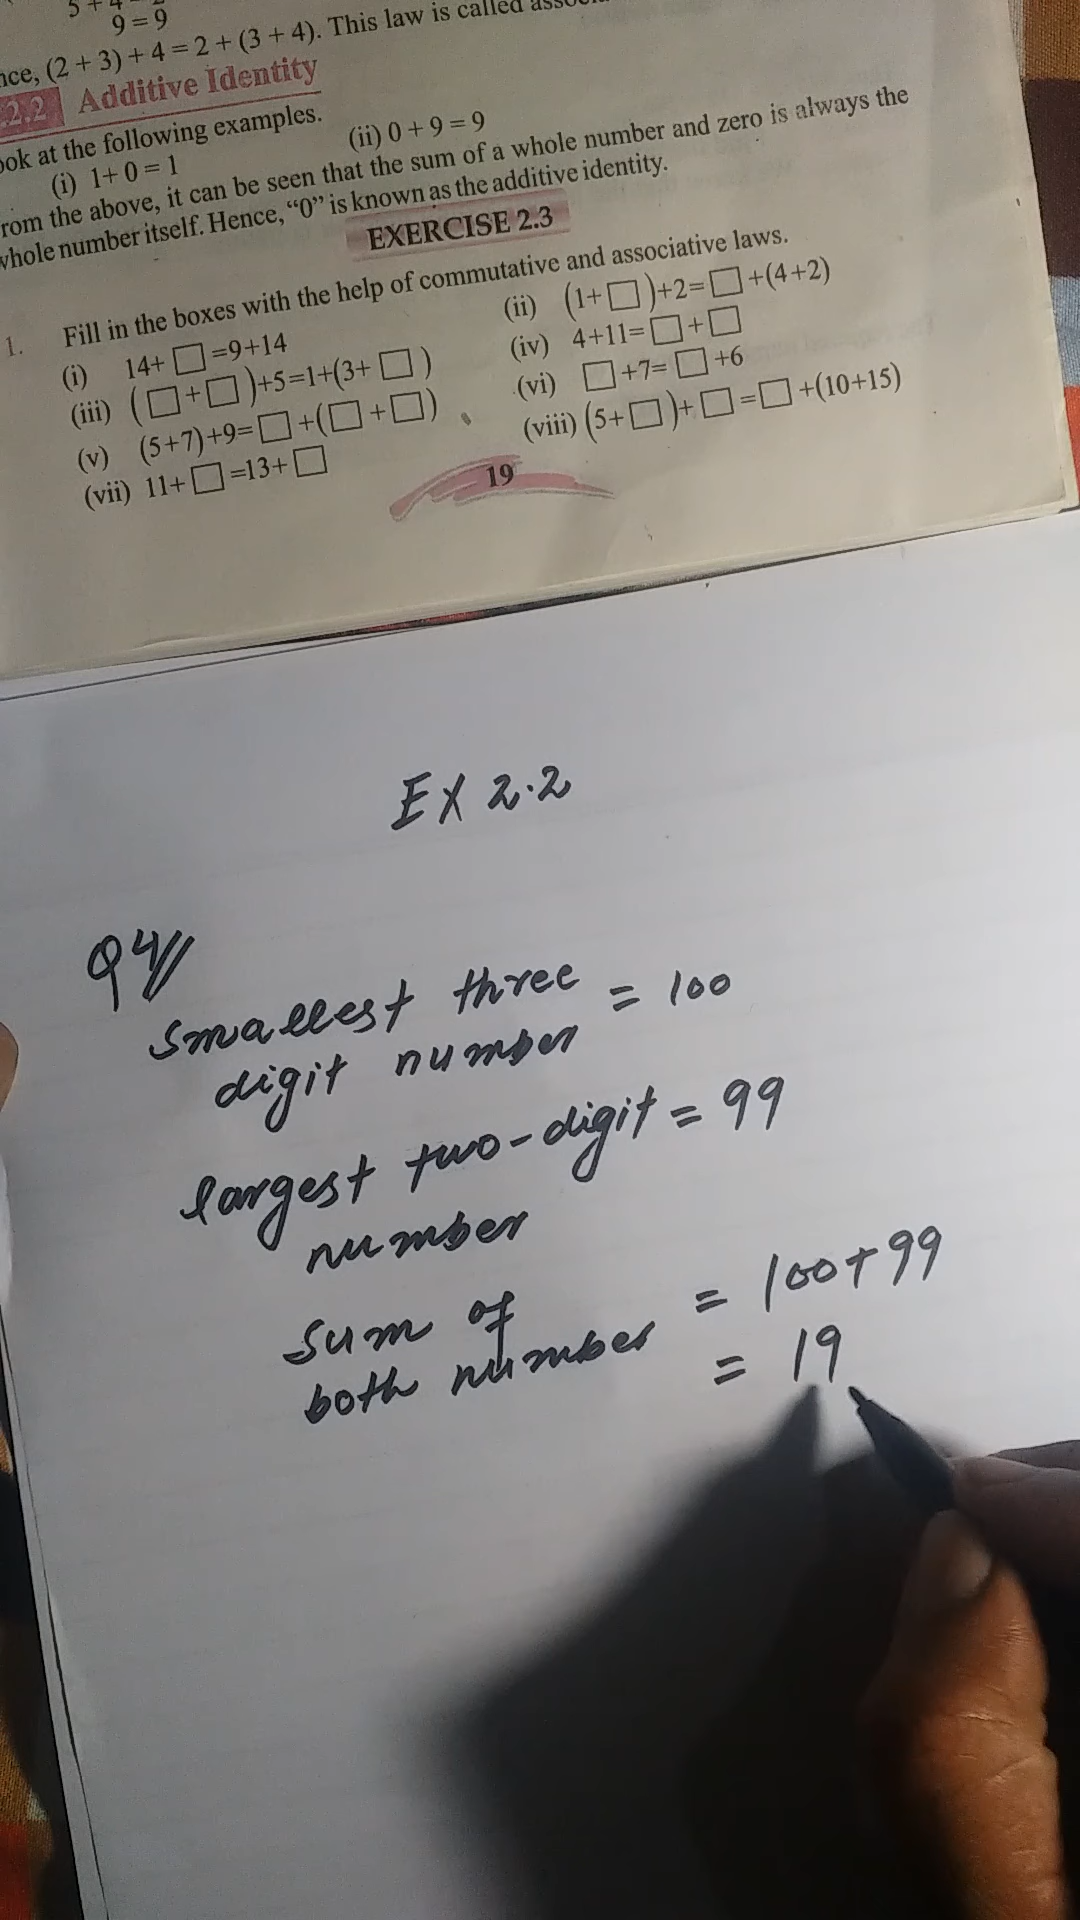 5 + 4
9 = 9
nce, (2 + 3) + 4 = 2 + (3 + 4). This law is called
2.2 Additive Identity
ook at the following examples.
(i) 1+ 0 = 1 (ii) 0 + 9 = 9
rom the above, it can be seen that the sum of a whole number and zero is always the
whole number itself. Hence, “0” is known as the additive identity.
EXERCISE 2.3
1. Fill in the boxes with the help of commutative and associative laws.
(i) 14+ □ =9+14 (ii) (1+ □ )+2= □ +(4+2)
(iii) ( □ + □ )+5=1+(3+ □ ) (iv) 4+11= □ + □
(v) (5+7)+9= □ +( □ + □ ) (vi) □ +7= □ +6
(vii) 11+ □ =13+ □ (viii) (5+ □ )+ □ = □ +(10+15)
19
EX 2.2
Q4//
smallest three = 100
digit number
largest two-digit = 99
number
sum of = 100+99
both number
= 19